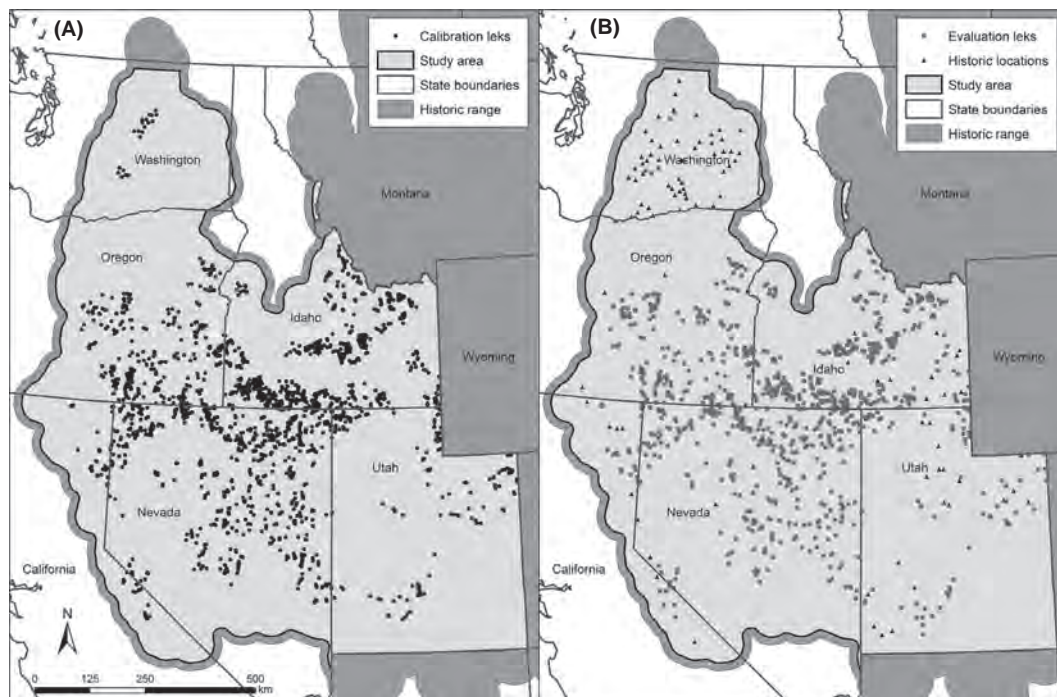 (A)
Calibration leks
Study area
State boundaries
Historic range
Washington
Montana
Oregon
Idaho
Wyoming
Utah
Nevada
California
N
0 125 250 500
km
(B)
Evaluation leks
Historic locations
Study area
State boundaries
Historic range
Washington
Montana
Oregon
Wyoming
Idaho
Utah
Nevada
California